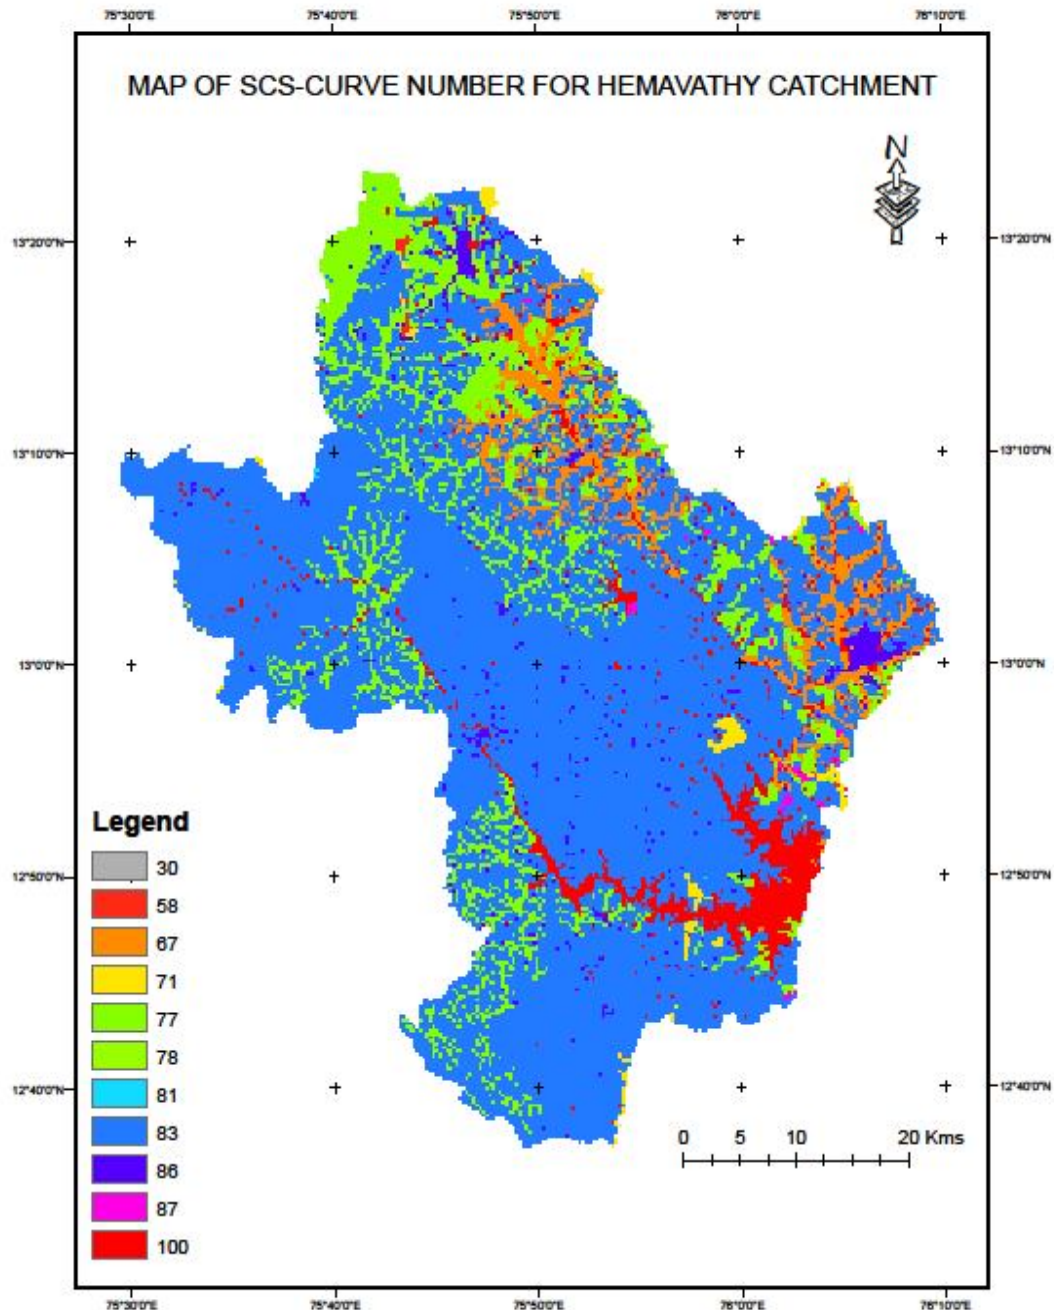 75°30'0"E 75°40'0"E 75°50'0"E 76°0'0"E 76°10'0"E
MAP OF SCS-CURVE NUMBER FOR HEMAVATHY CATCHMENT
N
13°20'0"N 13°20'0"N
13°10'0"N 13°10'0"N
13°0'0"N 13°0'0"N
Legend
30
12°50'0"N 12°50'0"N
58
67
71
77
78
12°40'0"N 12°40'0"N
81
83
0 5 10 20 Kms
86
87
100
75°30'0"E 75°40'0"E 75°50'0"E 76°0'0"E 76°10'0"E